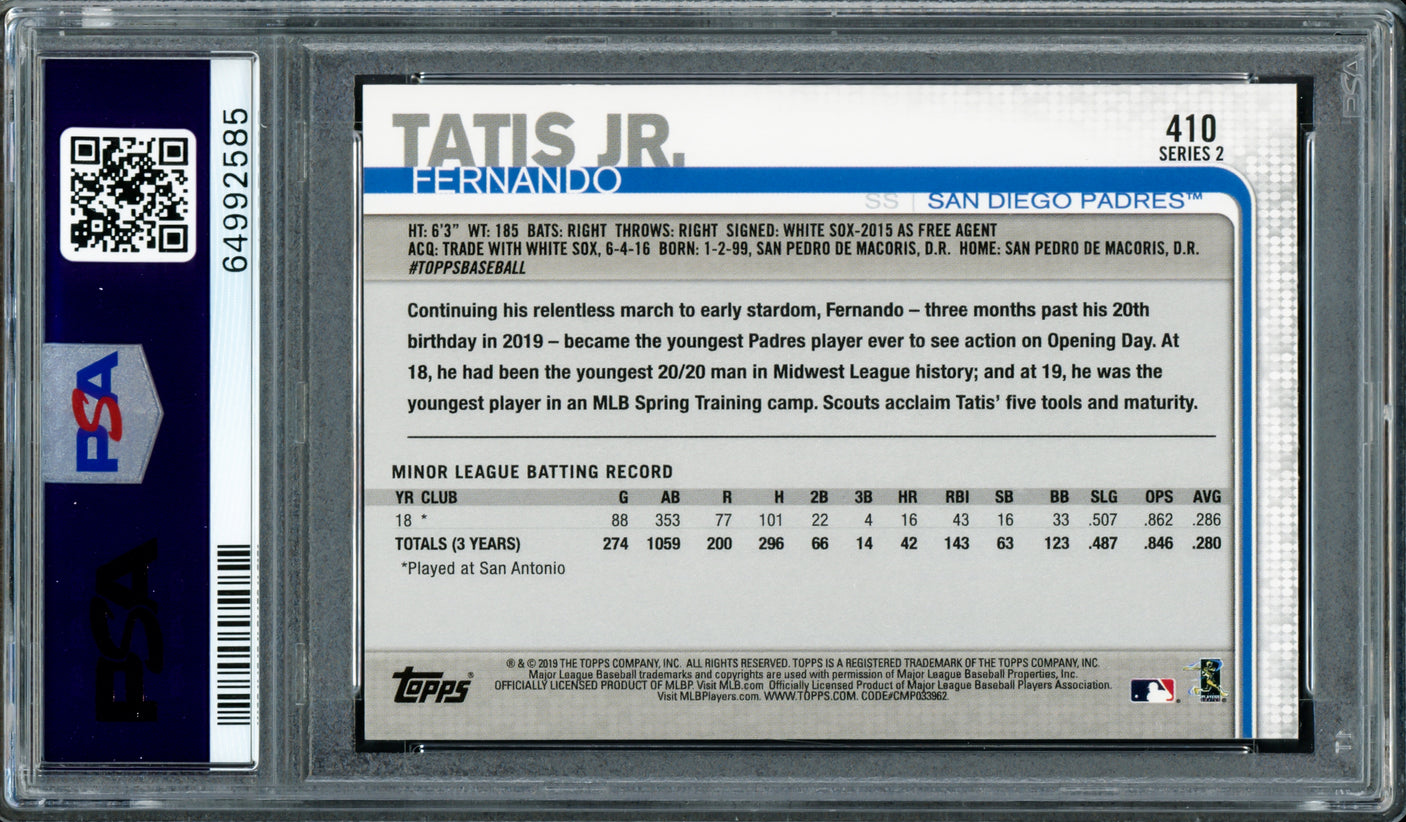 64992585
PSA
PSA
PSA
TATIS JR.
410
SERIES 2
FERNANDO
SS | SAN DIEGO PADRES™
HT: 6'3" WT: 185 BATS: RIGHT THROWS: RIGHT SIGNED: WHITE SOX-2015 AS FREE AGENT
ACQ: TRADE WITH WHITE SOX, 6-4-16 BORN: 1-2-99, SAN PEDRO DE MACORIS, D.R. HOME: SAN PEDRO DE MACORIS, D.R.
#TOPPSBASEBALL
Continuing his relentless march to early stardom, Fernando – three months past his 20th
birthday in 2019 – became the youngest Padres player ever to see action on Opening Day. At
18, he had been the youngest 20/20 man in Midwest League history; and at 19, he was the
youngest player in an MLB Spring Training camp. Scouts acclaim Tatis' five tools and maturity.
MINOR LEAGUE BATTING RECORD
YR CLUB G AB R H 2B 3B HR RBI SB BB SLG OPS AVG
18 * 88 353 77 101 22 4 16 43 16 33 .507 .862 .286
TOTALS (3 YEARS) 274 1059 200 296 66 14 42 143 63 123 .487 .846 .280
*Played at San Antonio
Topps®
® & © 2019 THE TOPPS COMPANY, INC. ALL RIGHTS RESERVED. TOPPS IS A REGISTERED TRADEMARK OF THE TOPPS COMPANY, INC.
Major League Baseball trademarks and copyrights are used with permission of Major League Baseball Properties, Inc.
OFFICIALLY LICENSED PRODUCT OF MLBP. Visit MLB.com Officially Licensed Product of Major League Baseball Players Association.
Visit MLBPlayers.com. WWW.TOPPS.COM. CODE#CMP033962.